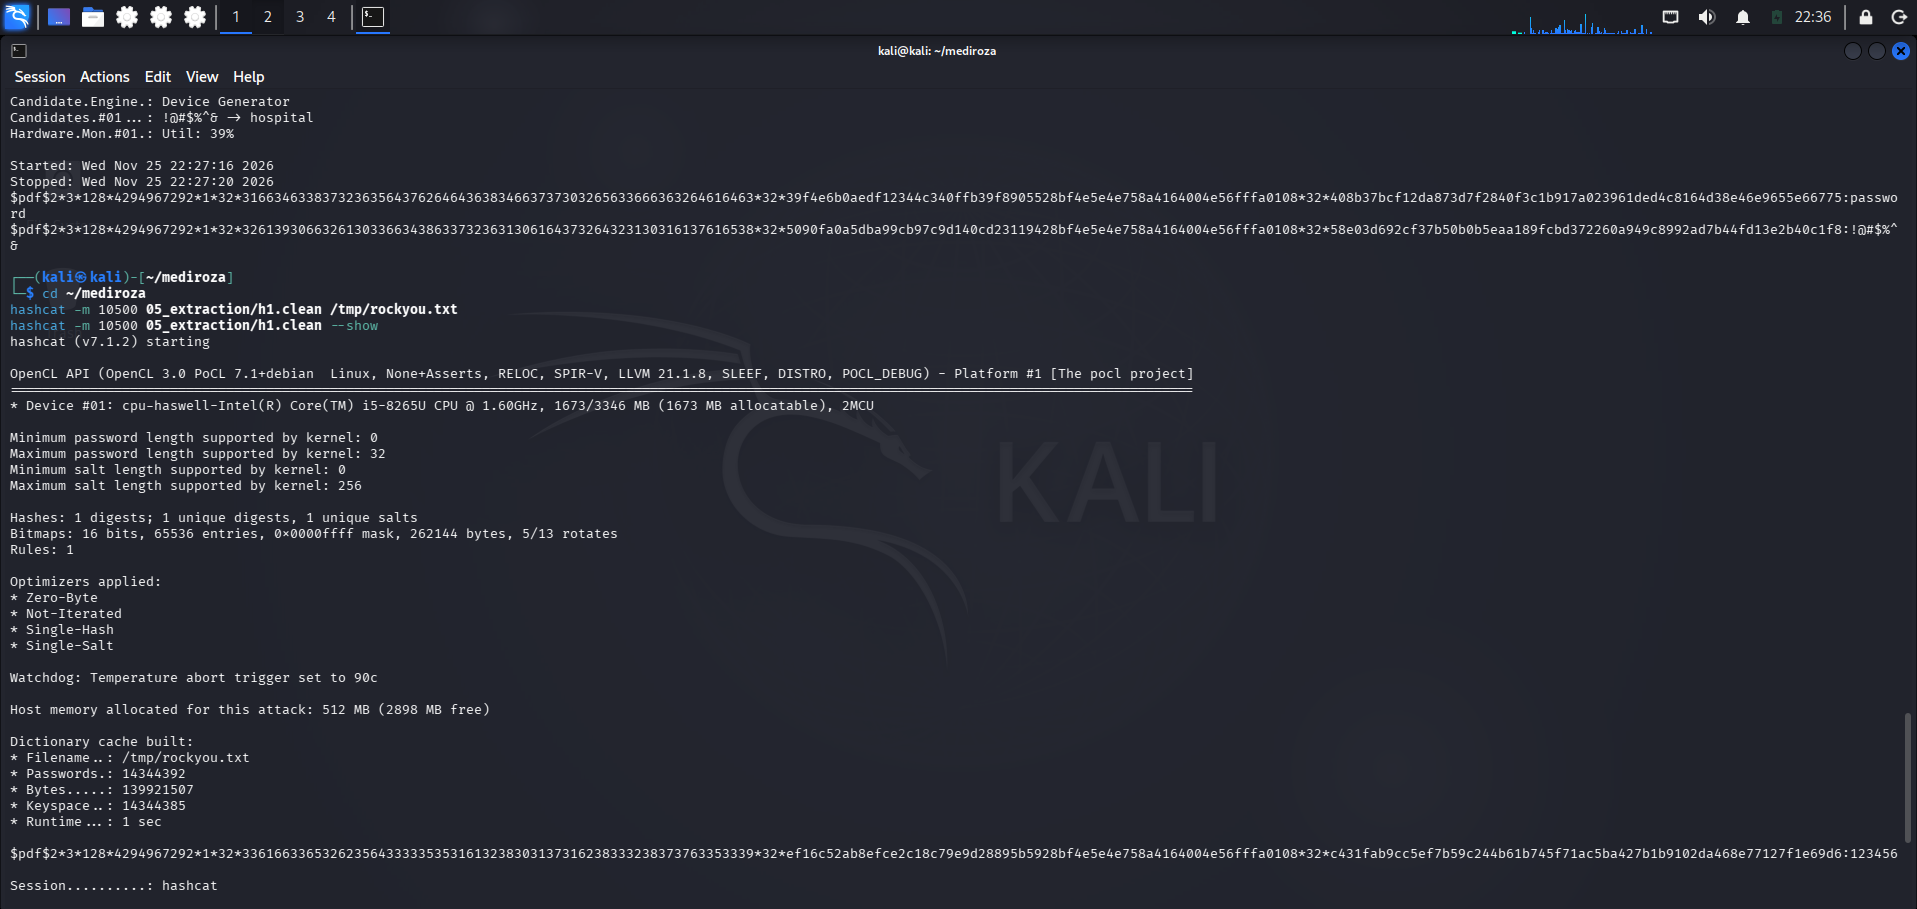 1 2 3 4 22:36
kali@kali: ~/mediroza
Session Actions Edit View Help
Candidate.Engine.: Device Generator
Candidates.#01...: !@#$%^& -> hospital
Hardware.Mon.#01.: Util: 39%
Started: Wed Nov 25 22:27:16 2026
Stopped: Wed Nov 25 22:27:20 2026
$pdf$2*3*128*4294967292*1*32*31663463383732363564376264643638346637373032656336663632646164​63*32*39f4e6b0aedf12344c340ffb39f8905528bf4e5e4e758a4164004e56fffa0108*32*408b37bcf12da873d7f2840f3c1b917a023961ded4c8164d38e46e9655e66775:passwo
rd
$pdf$2*3*128*4294967292*1*32*3261393066326130336634386337323631306164373264323130316137616538*32*5090fa0a5dba99cb97c9d140cd23119428bf4e5e4e758a4164004e56fffa0108*32*58e03d692cf37b50b0b5eaa189fcbd372260a949c8992ad7b44fd13e2b40c1f8:!@#$%^
&
┌──(kali㉿kali)-[~/mediroza]
└─$ cd ~/mediroza
hashcat -m 10500 05_extraction/h1.clean /tmp/rockyou.txt
hashcat -m 10500 05_extraction/h1.clean --show
hashcat (v7.1.2) starting
OpenCL API (OpenCL 3.0 PoCL 7.1+debian  Linux, None+Asserts, RELOC, SPIR-V, LLVM 21.1.8, SLEEF, DISTRO, POCL_DEBUG) - Platform #1 [The pocl project]
* Device #01: cpu-haswell-Intel(R) Core(TM) i5-8265U CPU @ 1.60GHz, 1673/3346 MB (1673 MB allocatable), 2MCU
Minimum password length supported by kernel: 0
Maximum password length supported by kernel: 32
Minimum salt length supported by kernel: 0
Maximum salt length supported by kernel: 256
Hashes: 1 digests; 1 unique digests, 1 unique salts
Bitmaps: 16 bits, 65536 entries, 0x0000ffff mask, 262144 bytes, 5/13 rotates
Rules: 1
Optimizers applied:
* Zero-Byte
* Not-Iterated
* Single-Hash
* Single-Salt
Watchdog: Temperature abort trigger set to 90c
Host memory allocated for this attack: 512 MB (2898 MB free)
Dictionary cache built:
* Filename..: /tmp/rockyou.txt
* Passwords.: 14344392
* Bytes.....: 139921507
* Keyspace..: 14344385
* Runtime...: 1 sec
$pdf$2*3*128*4294967292*1*32*3361663365326235643333353531613238303137316238333238373763353339*32*ef16c52ab8efce2c18c79e9d28895b5928bf4e5e4e758a4164004e56fffa0108*32*c431fab9cc5ef7b59c244b61b745f71ac5ba427b1b9102da468e77127f1e69d6:123456
Session..........: hashcat
KALI